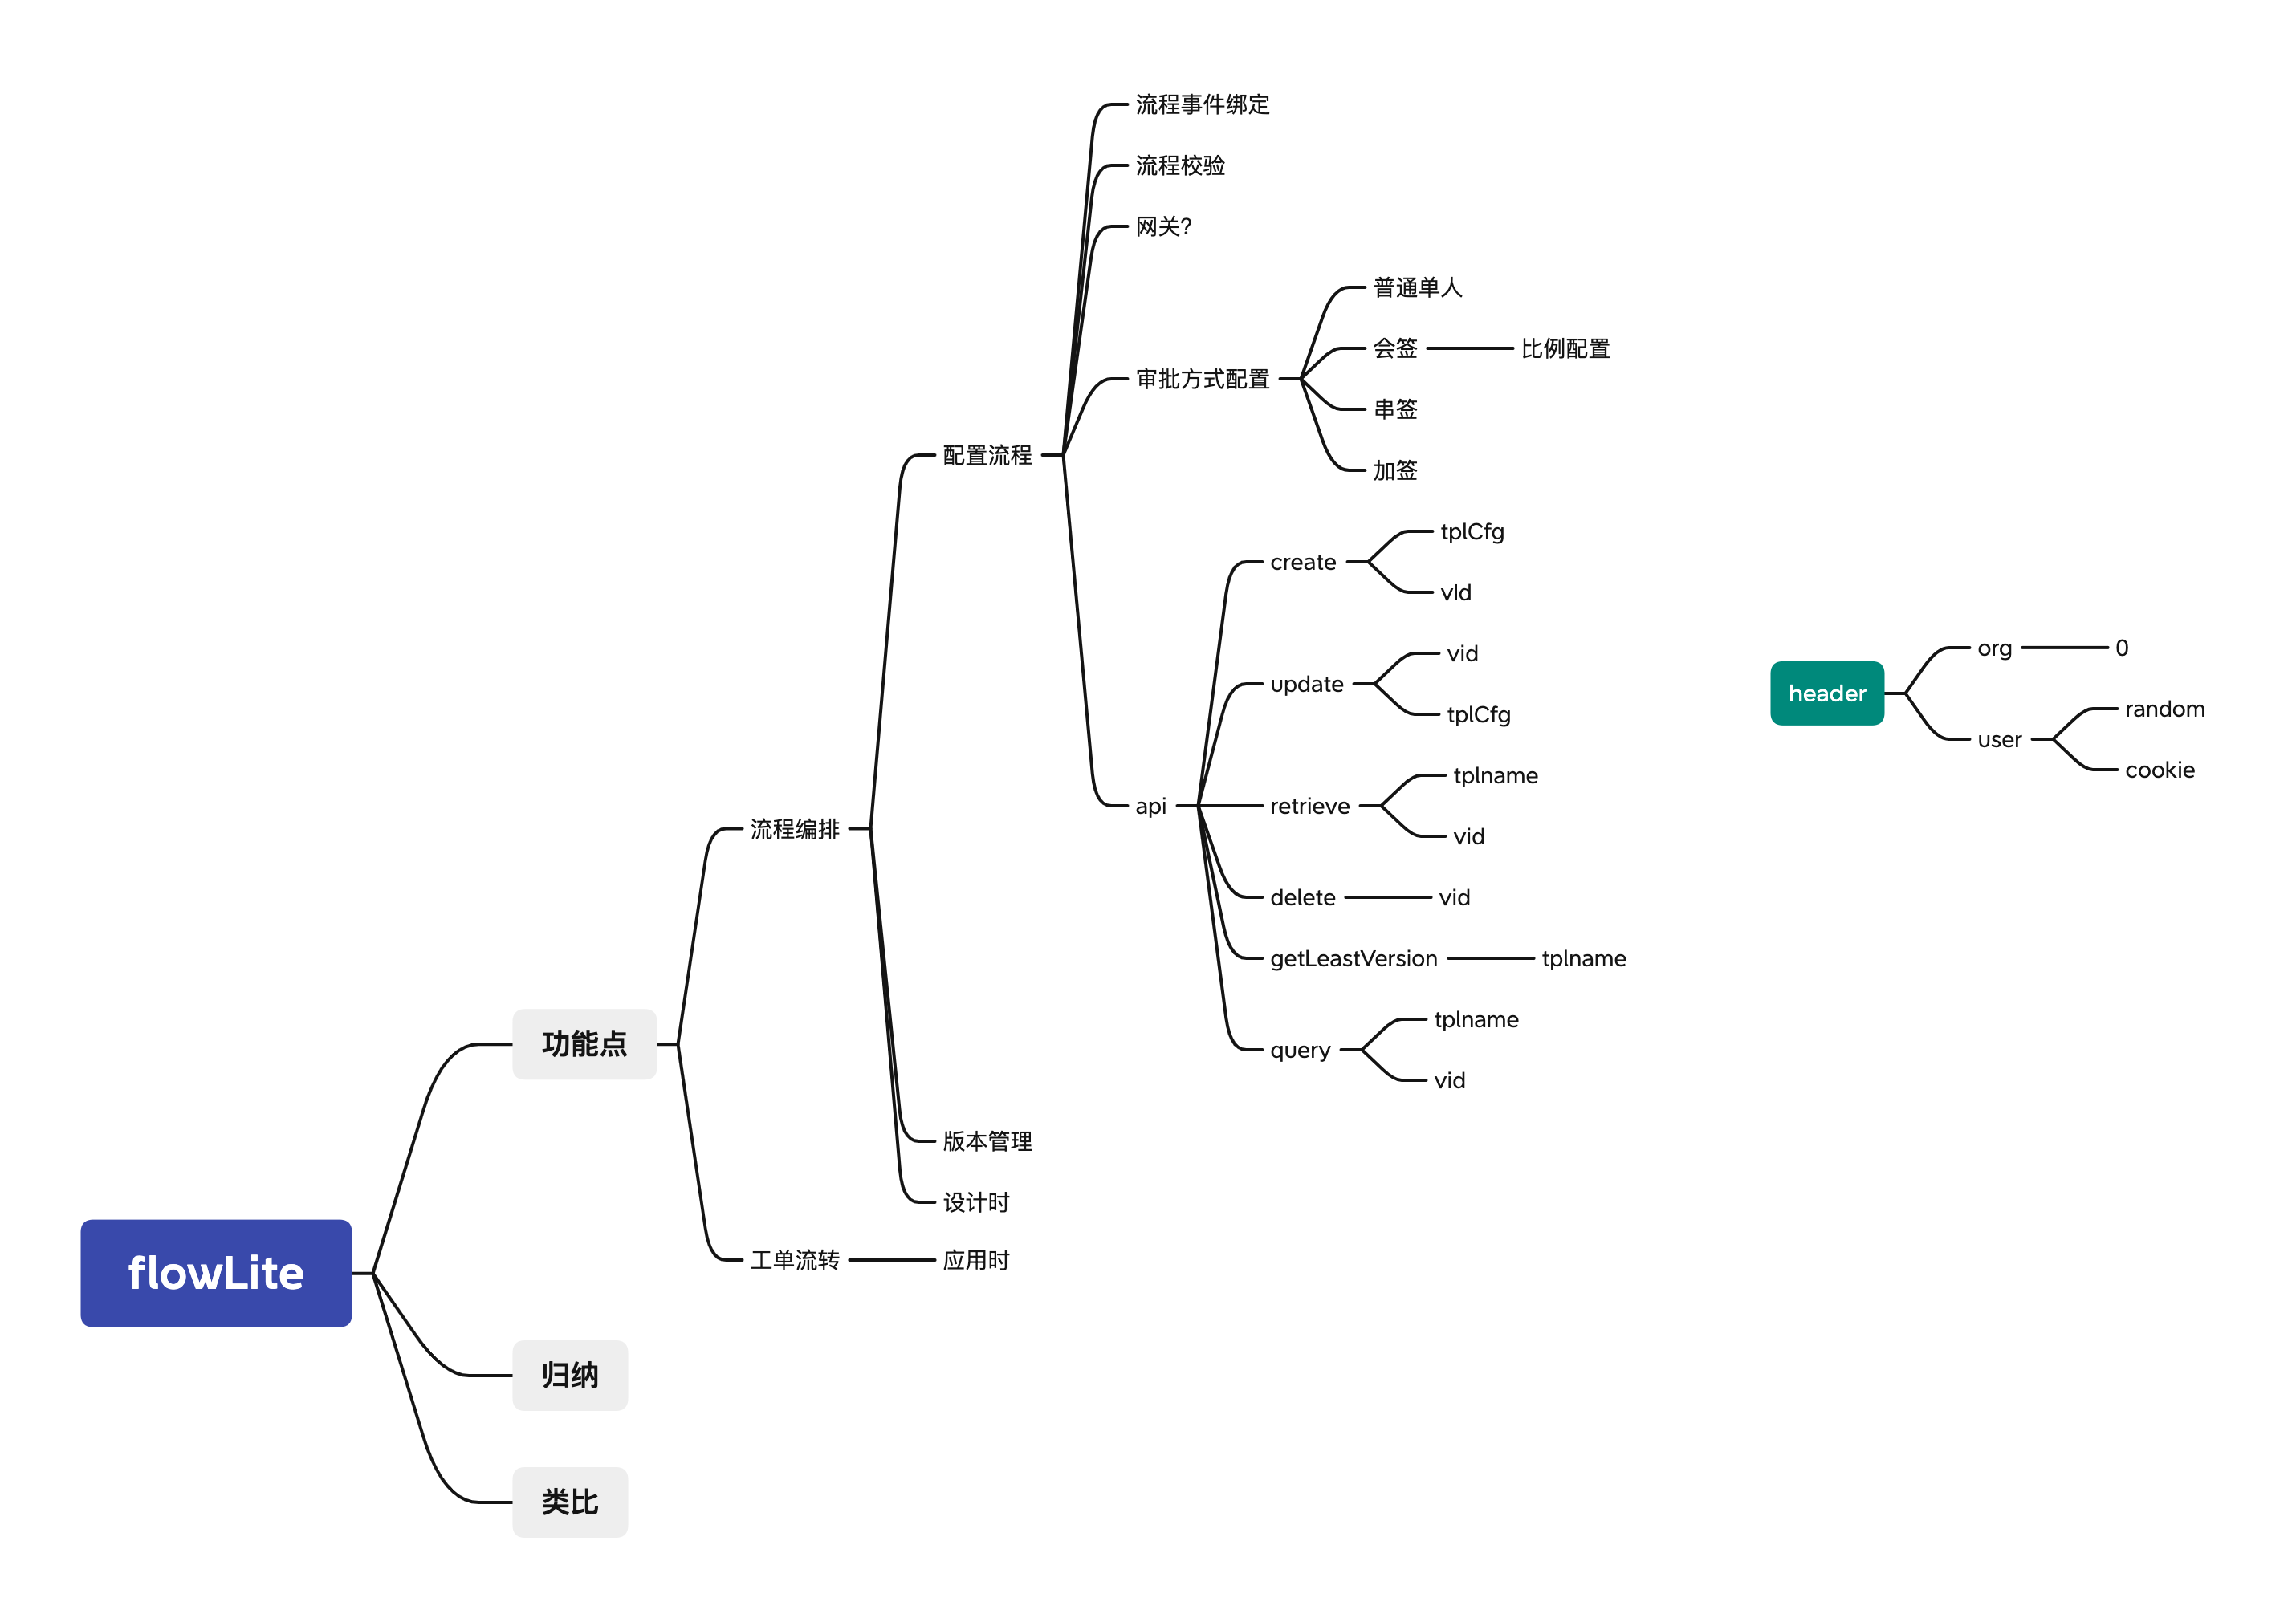 流程事件绑定
流程校验
网关？
普通单人
会签
比例配置
审批方式配置
串签
配置流程
加签
tplCfg
create
vId
vid
update
tplCfg
tplname
api
retrieve
vid
delete
vid
getLeastVersion
tplname
tplname
query
vid
流程编排
版本管理
设计时
功能点
工单流转
应用时
flowLite
归纳
类比
header
org
0
user
random
cookie